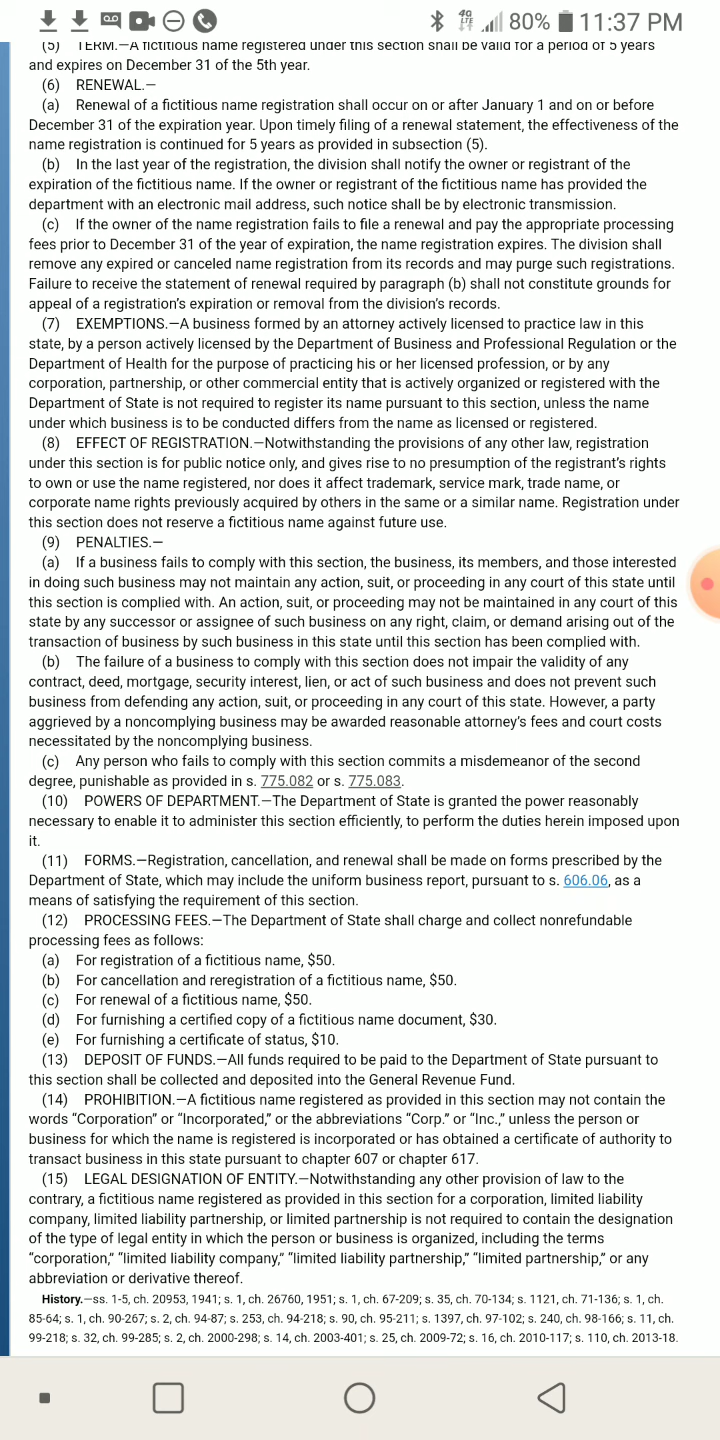 80% 11:37 PM
(5) TERM.—A fictitious name registered under this section shall be valid for a period of 5 years
and expires on December 31 of the 5th year.
(6) RENEWAL.—
(a) Renewal of a fictitious name registration shall occur on or after January 1 and on or before
December 31 of the expiration year. Upon timely filing of a renewal statement, the effectiveness of the
name registration is continued for 5 years as provided in subsection (5).
(b) In the last year of the registration, the division shall notify the owner or registrant of the
expiration of the fictitious name. If the owner or registrant of the fictitious name has provided the
department with an electronic mail address, such notice shall be by electronic transmission.
(c) If the owner of the name registration fails to file a renewal and pay the appropriate processing
fees prior to December 31 of the year of expiration, the name registration expires. The division shall
remove any expired or canceled name registration from its records and may purge such registrations.
Failure to receive the statement of renewal required by paragraph (b) shall not constitute grounds for
appeal of a registration's expiration or removal from the division's records.
(7) EXEMPTIONS.—A business formed by an attorney actively licensed to practice law in this
state, by a person actively licensed by the Department of Business and Professional Regulation or the
Department of Health for the purpose of practicing his or her licensed profession, or by any
corporation, partnership, or other commercial entity that is actively organized or registered with the
Department of State is not required to register its name pursuant to this section, unless the name
under which business is to be conducted differs from the name as licensed or registered.
(8) EFFECT OF REGISTRATION.—Notwithstanding the provisions of any other law, registration
under this section is for public notice only, and gives rise to no presumption of the registrant's rights
to own or use the name registered, nor does it affect trademark, service mark, trade name, or
corporate name rights previously acquired by others in the same or a similar name. Registration under
this section does not reserve a fictitious name against future use.
(9) PENALTIES.—
(a) If a business fails to comply with this section, the business, its members, and those interested
in doing such business may not maintain any action, suit, or proceeding in any court of this state until
this section is complied with. An action, suit, or proceeding may not be maintained in any court of this
state by any successor or assignee of such business on any right, claim, or demand arising out of the
transaction of business by such business in this state until this section has been complied with.
(b) The failure of a business to comply with this section does not impair the validity of any
contract, deed, mortgage, security interest, lien, or act of such business and does not prevent such
business from defending any action, suit, or proceeding in any court of this state. However, a party
aggrieved by a noncomplying business may be awarded reasonable attorney's fees and court costs
necessitated by the noncomplying business.
(c) Any person who fails to comply with this section commits a misdemeanor of the second
degree, punishable as provided in s. 775.082 or s. 775.083.
(10) POWERS OF DEPARTMENT.—The Department of State is granted the power reasonably
necessary to enable it to administer this section efficiently, to perform the duties herein imposed upon
it.
(11) FORMS.—Registration, cancellation, and renewal shall be made on forms prescribed by the
Department of State, which may include the uniform business report, pursuant to s. 606.06, as a
means of satisfying the requirement of this section.
(12) PROCESSING FEES.—The Department of State shall charge and collect nonrefundable
processing fees as follows:
(a) For registration of a fictitious name, $50.
(b) For cancellation and reregistration of a fictitious name, $50.
(c) For renewal of a fictitious name, $50.
(d) For furnishing a certified copy of a fictitious name document, $30.
(e) For furnishing a certificate of status, $10.
(13) DEPOSIT OF FUNDS.—All funds required to be paid to the Department of State pursuant to
this section shall be collected and deposited into the General Revenue Fund.
(14) PROHIBITION.—A fictitious name registered as provided in this section may not contain the
words "Corporation" or "Incorporated," or the abbreviations "Corp." or "Inc.," unless the person or
business for which the name is registered is incorporated or has obtained a certificate of authority to
transact business in this state pursuant to chapter 607 or chapter 617.
(15) LEGAL DESIGNATION OF ENTITY.—Notwithstanding any other provision of law to the
contrary, a fictitious name registered as provided in this section for a corporation, limited liability
company, limited liability partnership, or limited partnership is not required to contain the designation
of the type of legal entity in which the person or business is organized, including the terms
"corporation," "limited liability company," "limited liability partnership," "limited partnership," or any
abbreviation or derivative thereof.
History.—ss. 1-5, ch. 20953, 1941; s. 1, ch. 26760, 1951; s. 1, ch. 67-209; s. 35, ch. 70-134; s. 1121, ch. 71-136; s. 1, ch.
85-64; s. 1, ch. 90-267; s. 2, ch. 94-87; s. 253, ch. 94-218; s. 90, ch. 95-211; s. 1397, ch. 97-102; s. 240, ch. 98-166; s. 11, ch.
99-218; s. 32, ch. 99-285; s. 2, ch. 2000-298; s. 14, ch. 2003-401; s. 25, ch. 2009-72; s. 16, ch. 2010-117; s. 110, ch. 2013-18.